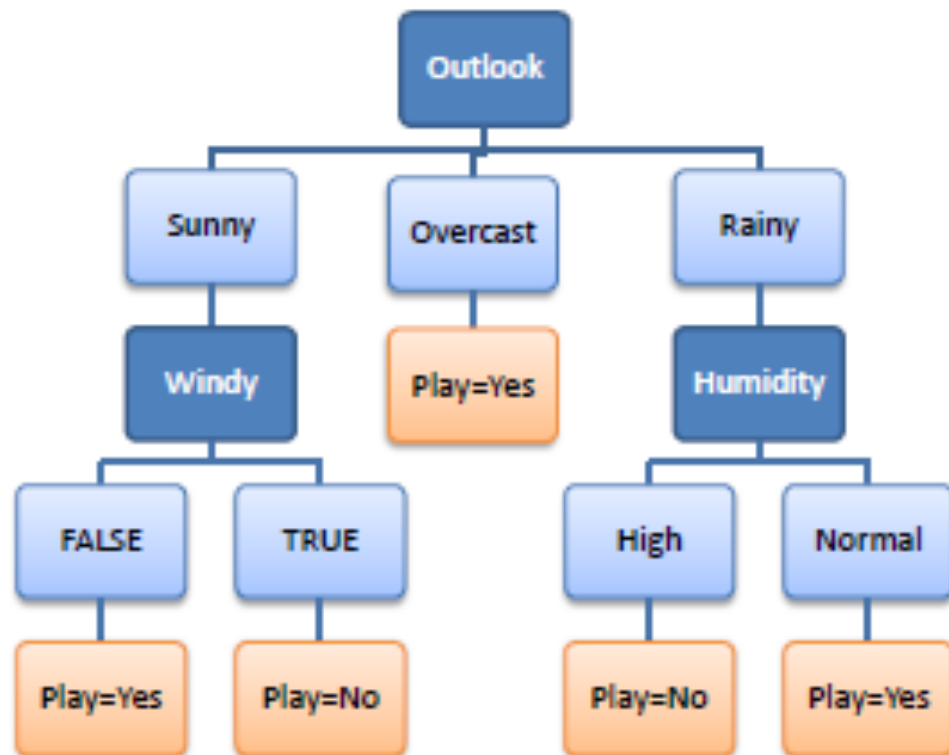 Outlook
Sunny
Overcast
Rainy
Windy
Play=Yes
Humidity
FALSE
TRUE
High
Normal
Play=Yes
Play=No
Play=No
Play=Yes